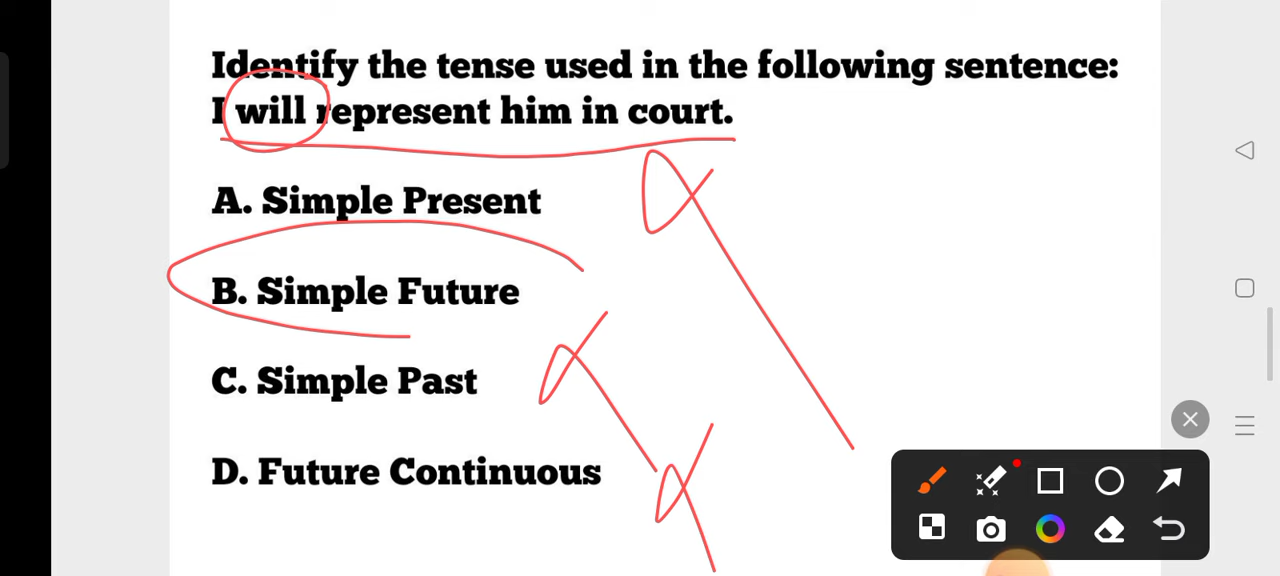 Identify the tense used in the following sentence:
I will represent him in court.
A. Simple Present
B. Simple Future
C. Simple Past
D. Future Continuous